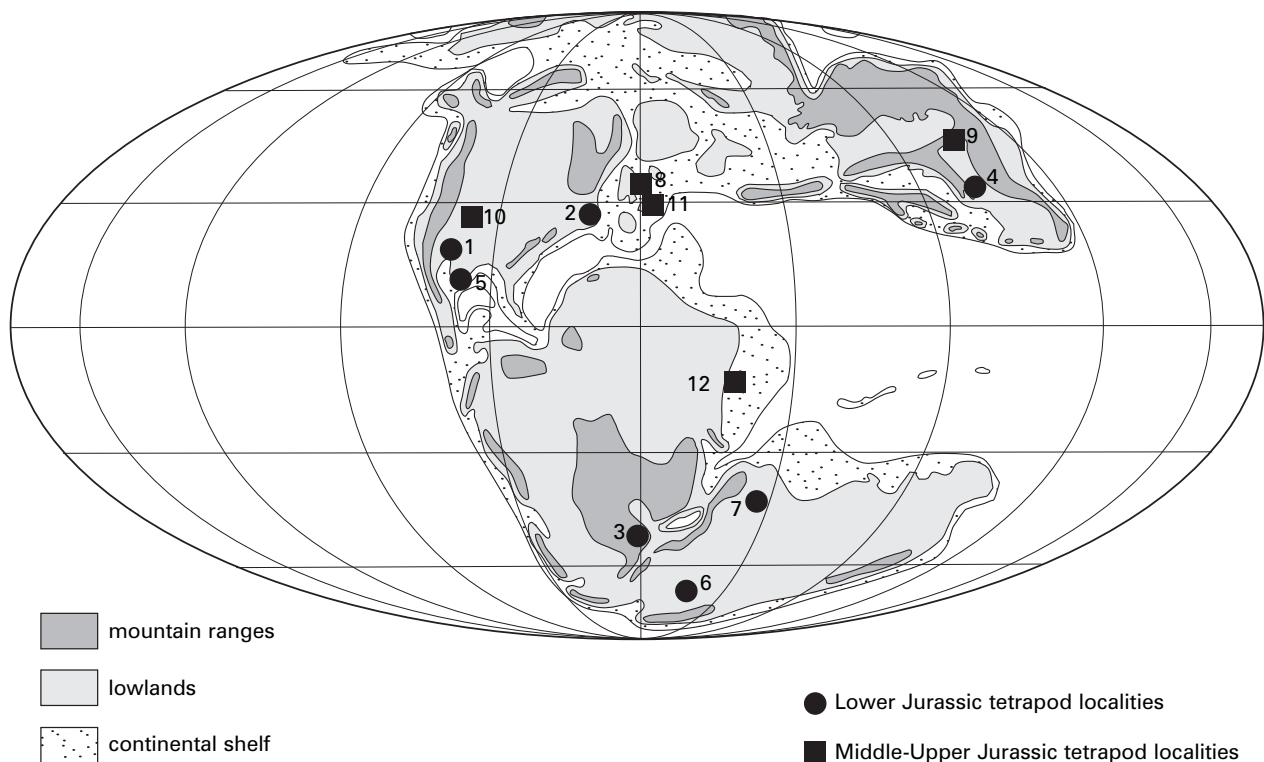 9
4
8
2
11
10
1
5
12
7
3
6
mountain ranges
lowlands
continental shelf
Lower Jurassic tetrapod localities
Middle-Upper Jurassic tetrapod localities